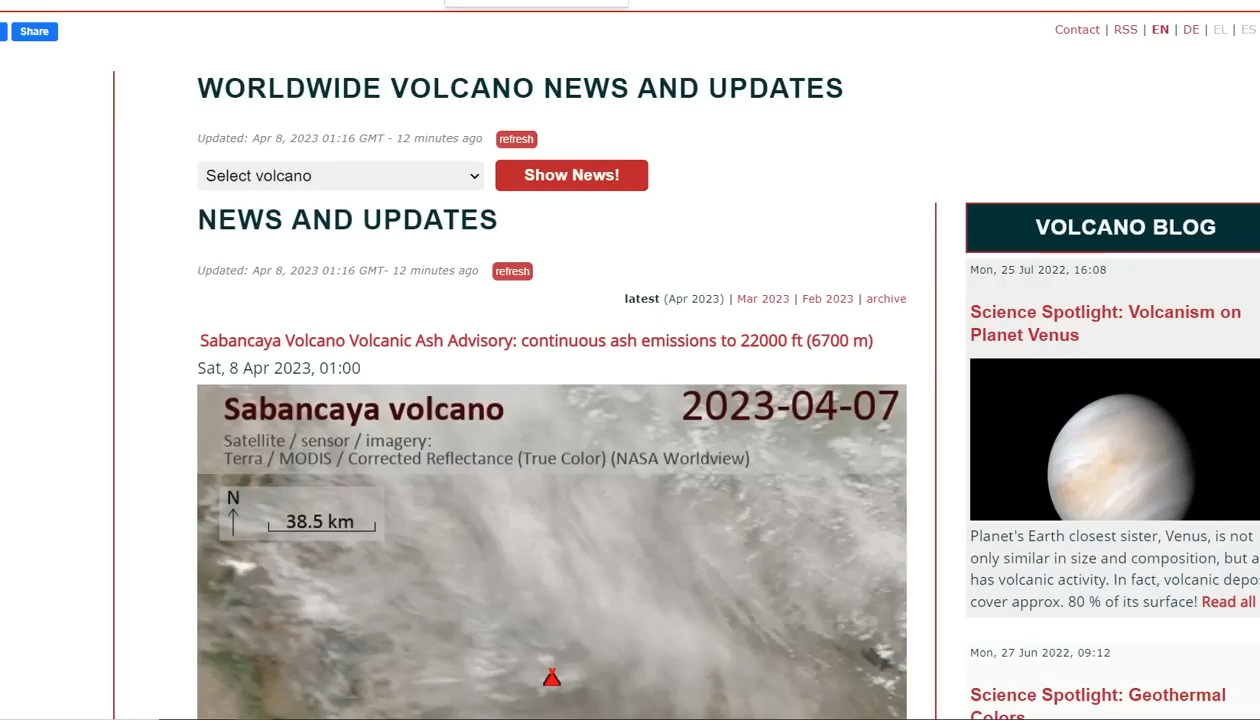 Share
Contact | RSS | EN | DE | EL | ES
WORLDWIDE VOLCANO NEWS AND UPDATES
Updated: Apr 8, 2023 01:16 GMT - 12 minutes ago refresh
Select volcano
Show News!
NEWS AND UPDATES
Updated: Apr 8, 2023 01:16 GMT- 12 minutes ago refresh
latest (Apr 2023) | Mar 2023 | Feb 2023 | archive
Sabancaya Volcano Volcanic Ash Advisory: continuous ash emissions to 22000 ft (6700 m)
Sat, 8 Apr 2023, 01:00
Sabancaya volcano
2023-04-07
Satellite / sensor / imagery:
Terra / MODIS / Corrected Reflectance (True Color) (NASA Worldview)
N
38.5 km
VOLCANO BLOG
Mon, 25 Jul 2022, 16:08
Science Spotlight: Volcanism on
Planet Venus
Planet's Earth closest sister, Venus, is not
only similar in size and composition, but a
has volcanic activity. In fact, volcanic depo
cover approx. 80 % of its surface! Read all
Mon, 27 Jun 2022, 09:12
Science Spotlight: Geothermal
Colors